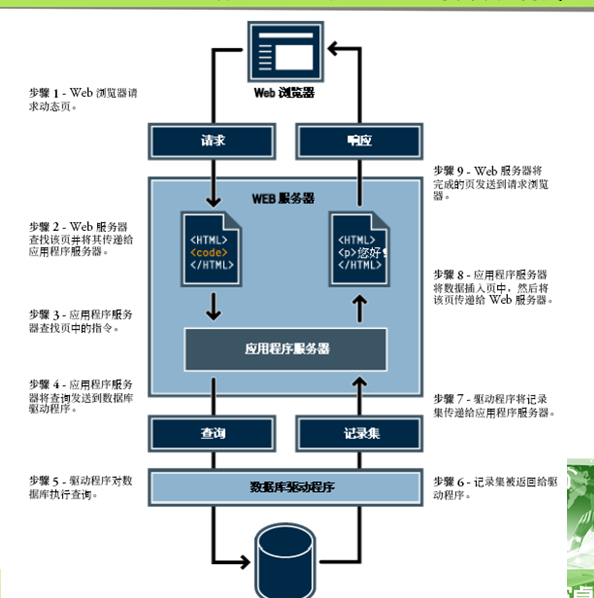 Web 浏览器
步骤 1 - Web 浏览器请
求动态页。
请求
响应
步骤 9 - Web 服务器将
完成的页发送到请求浏览
器。
WEB 服务器
步骤 2 - Web 服务器
查找该页并将其传递给
应用程序服务器。
<HTML>
<code>
</HTML>
<HTML>
<p>您好!
</HTML>
步骤 8 - 应用程序服务器
将数据插入页中，然后将
该页传递给 Web 服务器。
步骤 3 - 应用程序服务
器查找页中的指令。
应用程序服务器
步骤 4 - 应用程序服务
器将查询发送到数据库
驱动程序。
步骤 7 - 驱动程序将记录
集传递给应用程序服务器。
查询
记录集
步骤 5 - 驱动程序对数
据库执行查询。
数据库驱动程序
步骤 6 - 记录集被返回给驱
动程序。